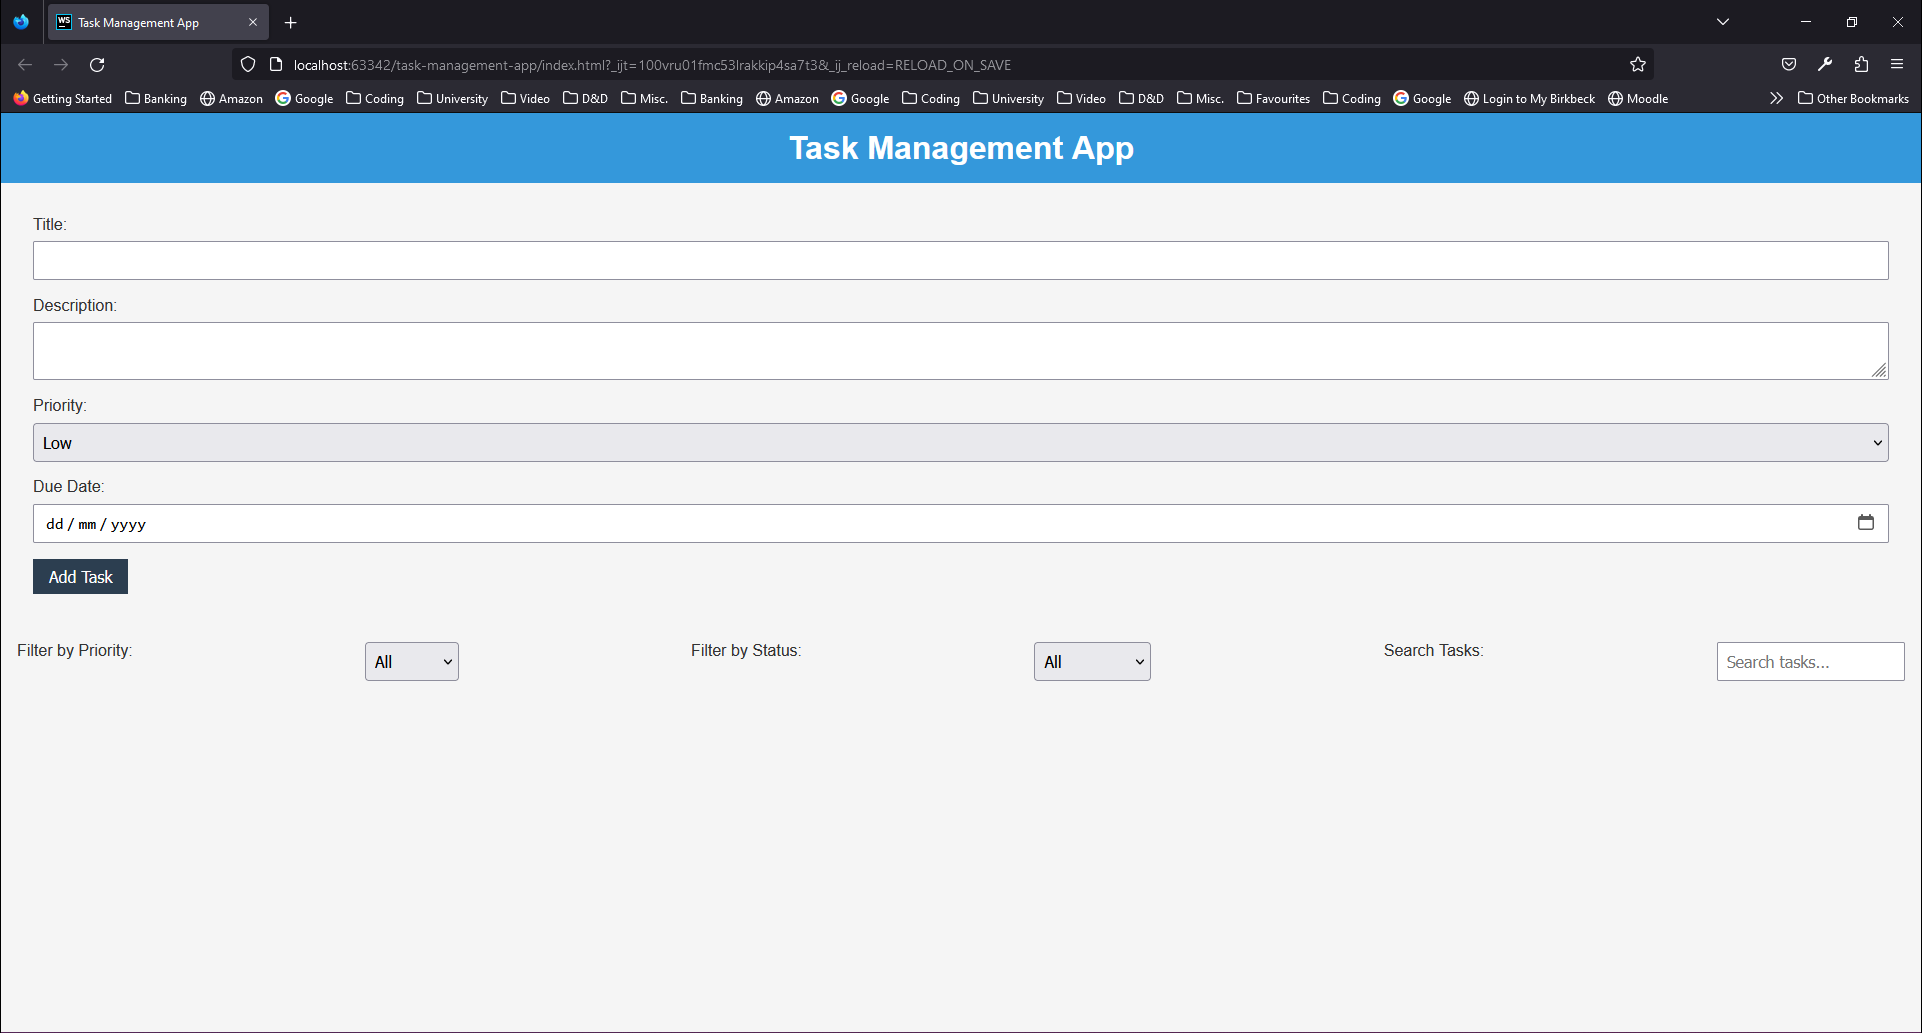 WS Task Management App
localhost:63342/task-management-app/index.html?_ijt=100vru01fmc53lrakkip4sa7t3&_ij_reload=RELOAD_ON_SAVE
Getting Started Banking Amazon Google Coding University Video D&D Misc. Banking Amazon Google Coding University Video D&D Misc. Favourites Coding Google Login to My Birkbeck Moodle Other Bookmarks
Task Management App
Title:
Description:
Priority:
Low
Due Date:
dd / mm / yyyy
Add Task
Filter by Priority: All Filter by Status: All Search Tasks: Search tasks...